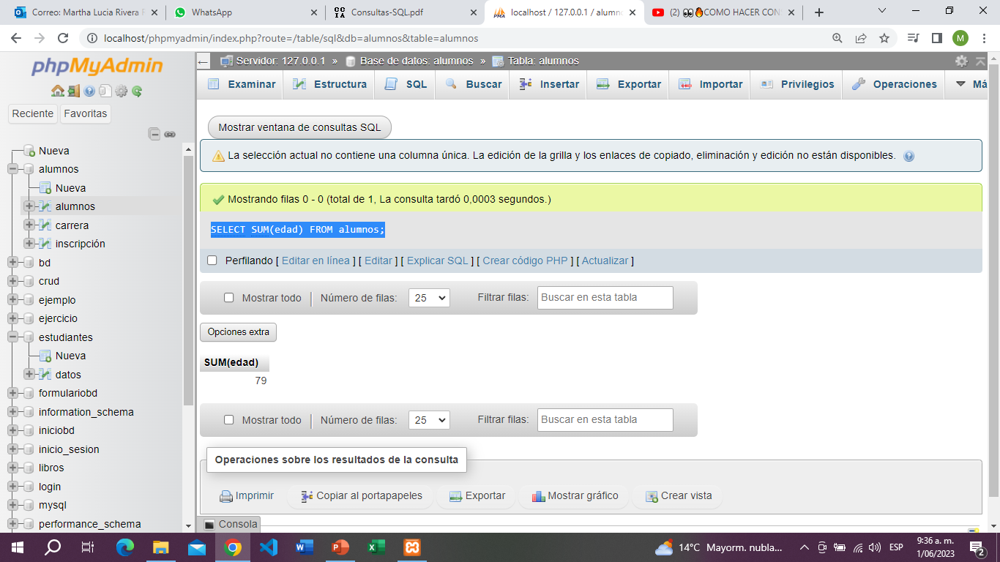 Correo: Martha Lucia Rivera
WhatsApp
Consultas-SQL.pdf
localhost / 127.0.0.1 / alumno
(2) 👀🔥COMO HACER CON
localhost/phpmyadmin/index.php?route=/table/sql&db=alumnos&table=alumnos
M
phpMyAdmin
Reciente
Favoritas
Nueva
alumnos
Nueva
alumnos
carrera
inscripción
bd
crud
ejemplo
ejercicio
estudiantes
Nueva
datos
formulariobd
information_schema
iniciobd
inicio_sesion
libros
login
mysql
performance_schema
Servidor: 127.0.0.1 » Base de datos: alumnos » Tabla: alumnos
Examinar Estructura SQL Buscar Insertar Exportar Importar Privilegios Operaciones Má
Mostrar ventana de consultas SQL
La selección actual no contiene una columna única. La edición de la grilla y los enlaces de copiado, eliminación y edición no están disponibles.
Mostrando filas 0 - 0 (total de 1, La consulta tardó 0,0003 segundos.)
SELECT SUM(edad) FROM alumnos;
Perfilando [ Editar en línea ] [ Editar ] [ Explicar SQL ] [ Crear código PHP ] [ Actualizar ]
Mostrar todo | Número de filas: 25 Filtrar filas: Buscar en esta tabla
Opciones extra
SUM(edad)
79
Mostrar todo | Número de filas: 25 Filtrar filas: Buscar en esta tabla
Operaciones sobre los resultados de la consulta
Imprimir Copiar al portapapeles Exportar Mostrar gráfico Crear vista
Consola
14°C Mayorm. nubla...
ESP
9:36 a. m.
1/06/2023
2